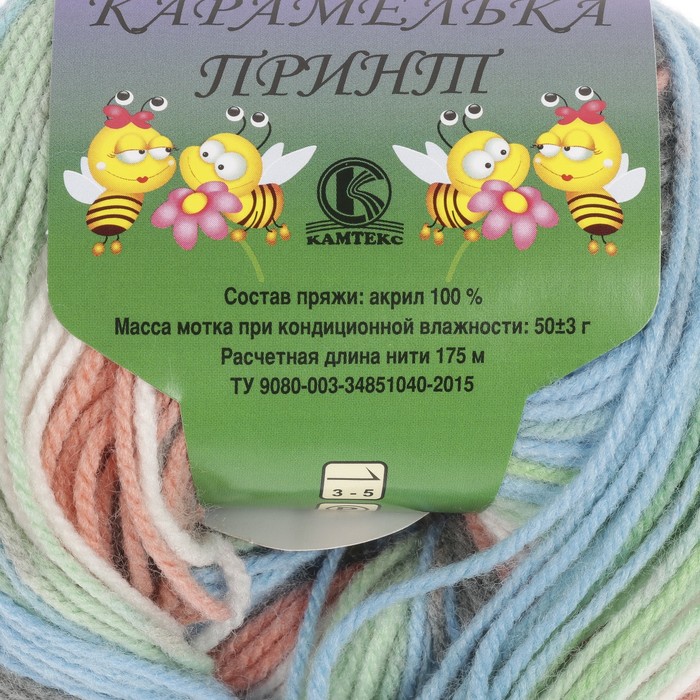 КАРАМЕЛЬКА
ПРИНТ
КАМТЕКС
Состав пряжи: акрил 100 %
Масса мотка при кондиционной влажности: 50±3 г
Расчетная длина нити 175 м
ТУ 9080-003-34851040-2015
3 - 5